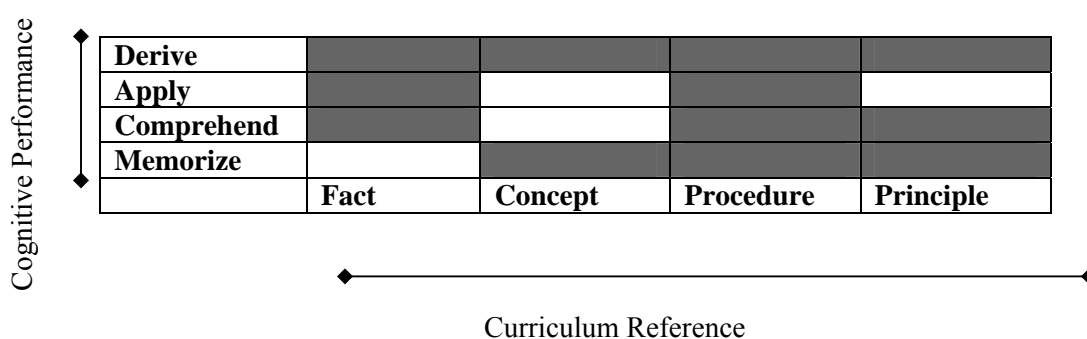 Cognitive Performance
Derive
Apply
Comprehend
Memorize
Fact Concept Procedure Principle
Curriculum Reference